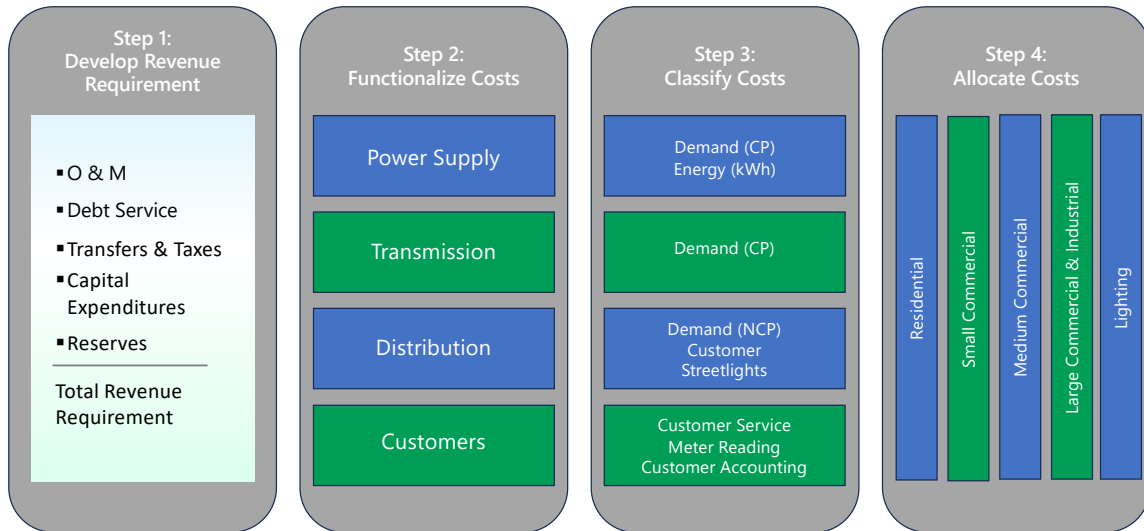 Step 1:
Develop Revenue
Requirement
▪O & M
▪Debt Service
▪Transfers & Taxes
▪Capital
Expenditures
▪Reserves
Total Revenue
Requirement
Step 2:
Functionalize Costs
Power Supply
Transmission
Distribution
Customers
Step 3:
Classify Costs
Demand (CP)
Energy (kWh)
Demand (CP)
Demand (NCP)
Customer
Streetlights
Customer Service
Meter Reading
Customer Accounting
Step 4:
Allocate Costs
Residential
Small Commercial
Medium Commercial
Large Commercial & Industrial
Lighting